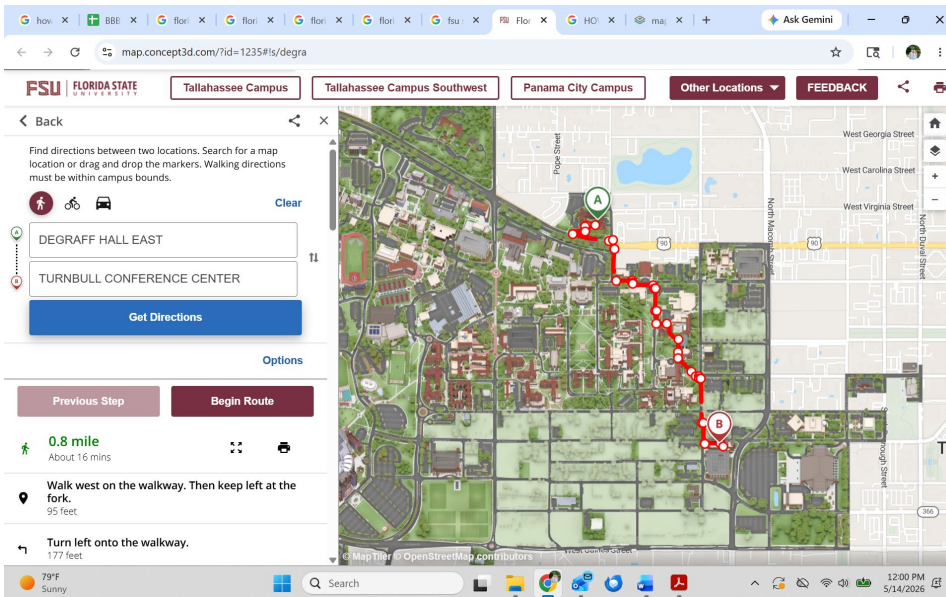 how
BBB
flori
flori
flori
flori
fsu
Flor
HOW
map
Ask Gemini
map.concept3d.com/?id=1235#!s/degra
FSU FLORIDA STATE
UNIVERSITY
Tallahassee Campus
Tallahassee Campus Southwest
Panama City Campus
Other Locations
FEEDBACK
Back
Find directions between two locations. Search for a map
location or drag and drop the markers. Walking directions
must be within campus bounds.
Clear
A
DEGRAFF HALL EAST
B
TURNBULL CONFERENCE CENTER
Get Directions
Options
Previous Step
Begin Route
0.8 mile
About 16 mins
Walk west on the walkway. Then keep left at the
fork.
95 feet
Turn left onto the walkway.
177 feet
West Georgia Street
West Carolina Street
West Virginia Street
Pope Street
North Macomb Street
North Duval Street
A
90
90
B
366
T
© MapTiler © OpenStreetMap contributors
West Gaines Street
79°F
Sunny
Search
12:00 PM
5/14/2026